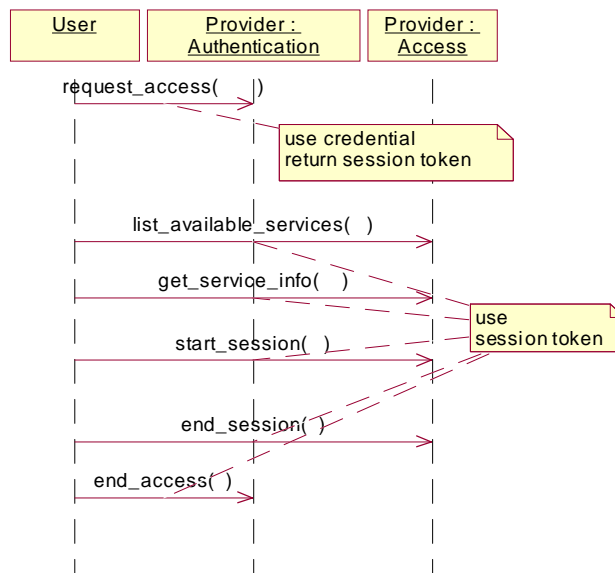 User
Provider :
Authentication
Provider :
Access
request_access( )
use credential
return session token
list_available_services( )
get_service_info( )
use
session token
start_session( )
end_session( )
end_access( )